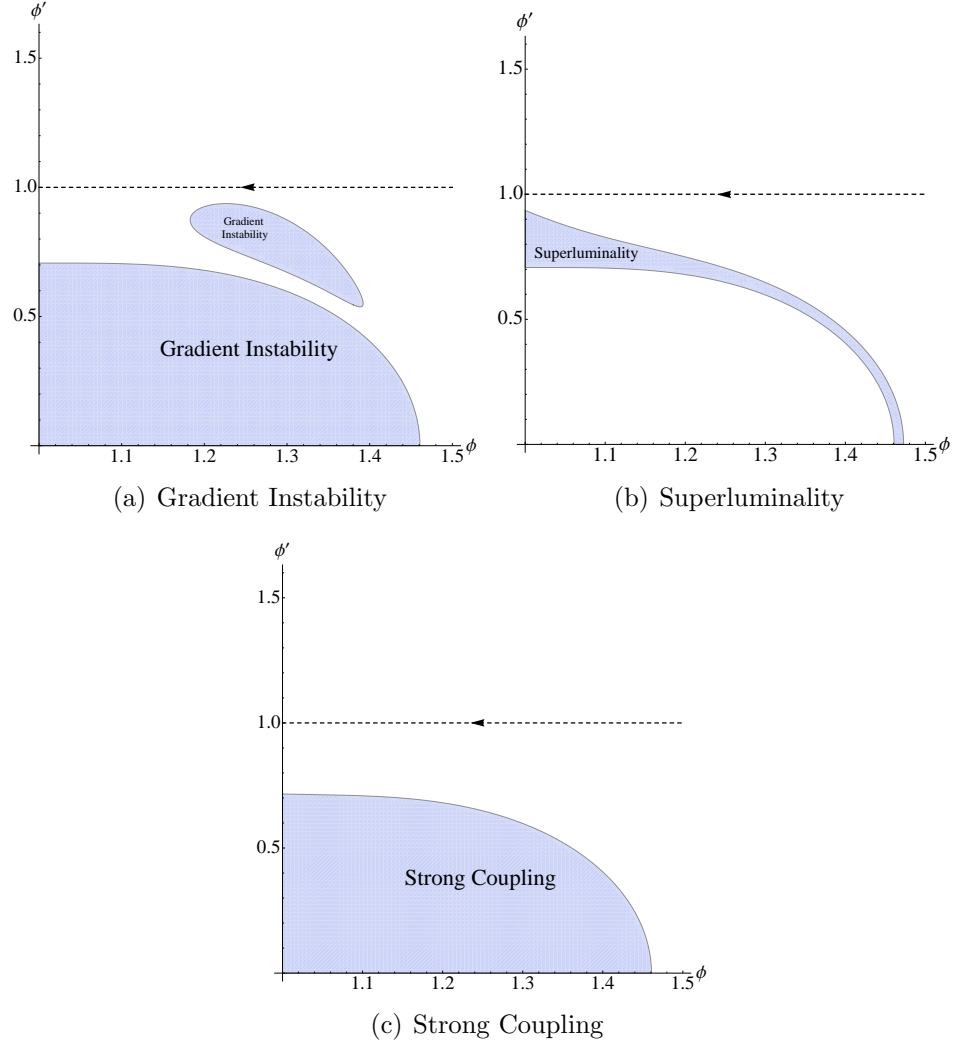 ϕ′
1.5
1.0
Gradient
Instability
0.5
Gradient Instability
1.1 1.2 1.3 1.4 1.5 ϕ
(a) Gradient Instability
ϕ′
1.5
1.0
Superluminality
0.5
1.1 1.2 1.3 1.4 1.5 ϕ
(b) Superluminality
ϕ′
1.5
1.0
0.5
Strong Coupling
1.1 1.2 1.3 1.4 1.5 ϕ
(c) Strong Coupling